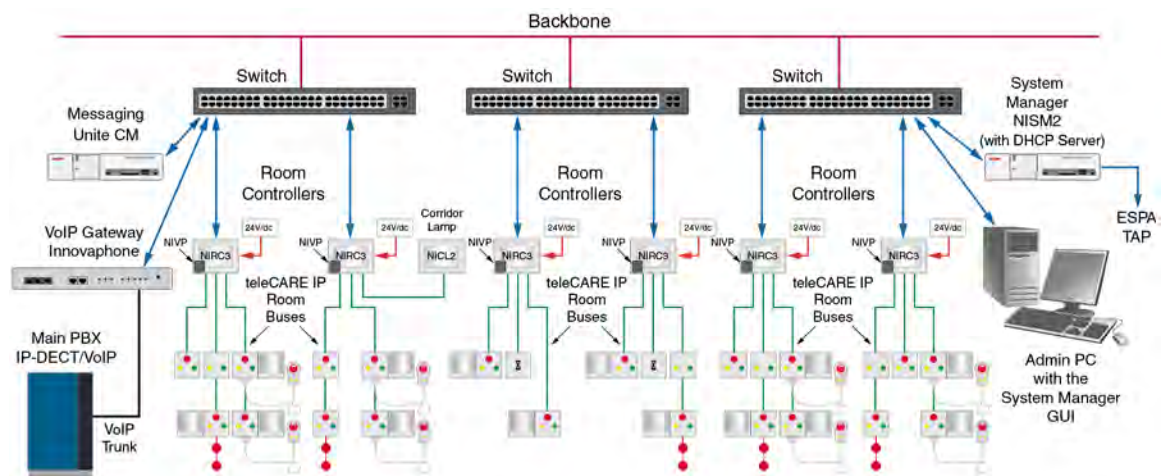 Backbone
Switch
Switch
Switch
Messaging
Unite CM
System
Manager
NISM2
(with DHCP Server)
Room
Controllers
Room
Controllers
Room
Controllers
ESPA
TAP
VoIP Gateway
Innovaphone
NIVP
NIRC3
24V/dc
NIVP
NIRC3
24V/dc
Corridor
Lamp
NICL2
NIVP
NIRC3
24V/dc
NIVP
NIRC3
24V/dc
NIVP
NIRC3
24V/dc
NIVP
NIRC3
24V/dc
teleCARE IP
Room
Buses
teleCARE IP
Room
Buses
teleCARE IP
Room
Buses
Main PBX
IP-DECT/VoIP
VoIP
Trunk
Admin PC
with the
System Manager
GUI